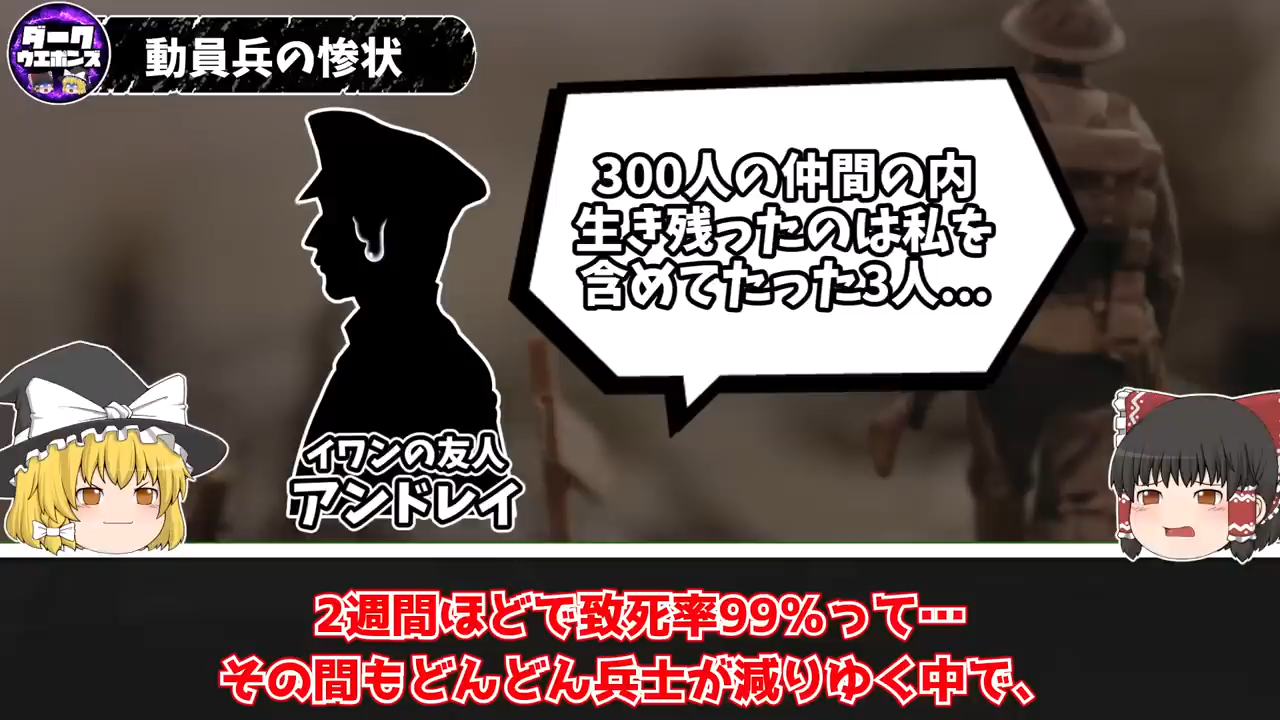 ダーク
ウエポンズ
動員兵の惨状
300人の仲間の内
生き残ったのは私を
含めてたった3人…
イワンの友人
アンドレイ
2週間ほどで致死率99%って…
その間もどんどん兵士が減りゆく中で、